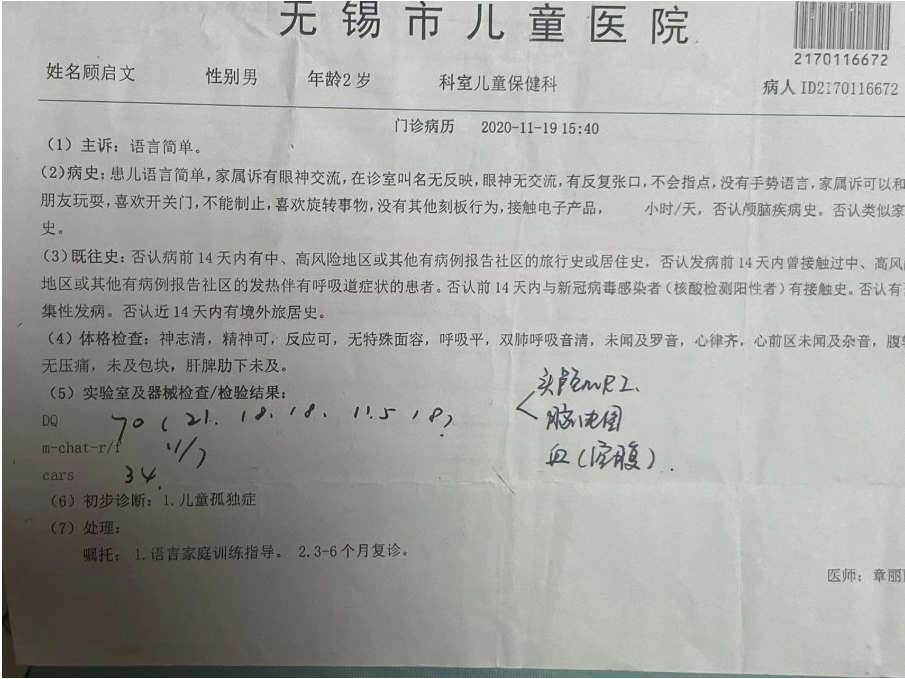 无锡市儿童医院
2170116672
姓名顾启文 性别男 年龄2 岁 科室儿童保健科 病人 ID2170116672
门诊病历 2020-11-19 15:40
(1) 主诉: 语言简单。
(2)病史: 患儿语言简单, 家属诉有眼神交流, 在诊室叫名无反映, 眼神无交流, 有反复张口, 不会指点, 没有手势语言, 家属诉可以和
朋友玩耍, 喜欢开关门, 不能制止, 喜欢旋转事物, 没有其他刻板行为, 接触电子产品, 小时/天, 否认颅脑疾病史。否认类似家
史。
(3)既往史: 否认病前 14 天内有中、高风险地区或其他有病例报告社区的旅行史或居住史, 否认发病前 14 天内曾接触过中、高风
地区或其他有病例报告社区的发热伴有呼吸道症状的患者。否认前 14 天内与新冠病毒感染者 (核酸检测阳性者) 有接触史。否认有
集性发病。否认近 14 天内有境外旅居史。
(4) 体格检查: 神志清, 精神可, 反应可, 无特殊面容, 呼吸平, 双肺呼吸音清, 未闻及罗音, 心律齐, 心前区未闻及杂音, 腹
无压痛, 未及包块, 肝脾肋下未及。
(5) 实验室及器械检查/检验结果:
头颅MRI、
DQ 70 (21. 18. 18. 11.5 18)
脑电图
m-chat-r/f 11/7
血(空腹).
cars 34.
(6) 初步诊断: 1. 儿童孤独症
(7) 处理:
嘱托: 1. 语言家庭训练指导。 2. 3-6 个月复诊。
医师: 章丽